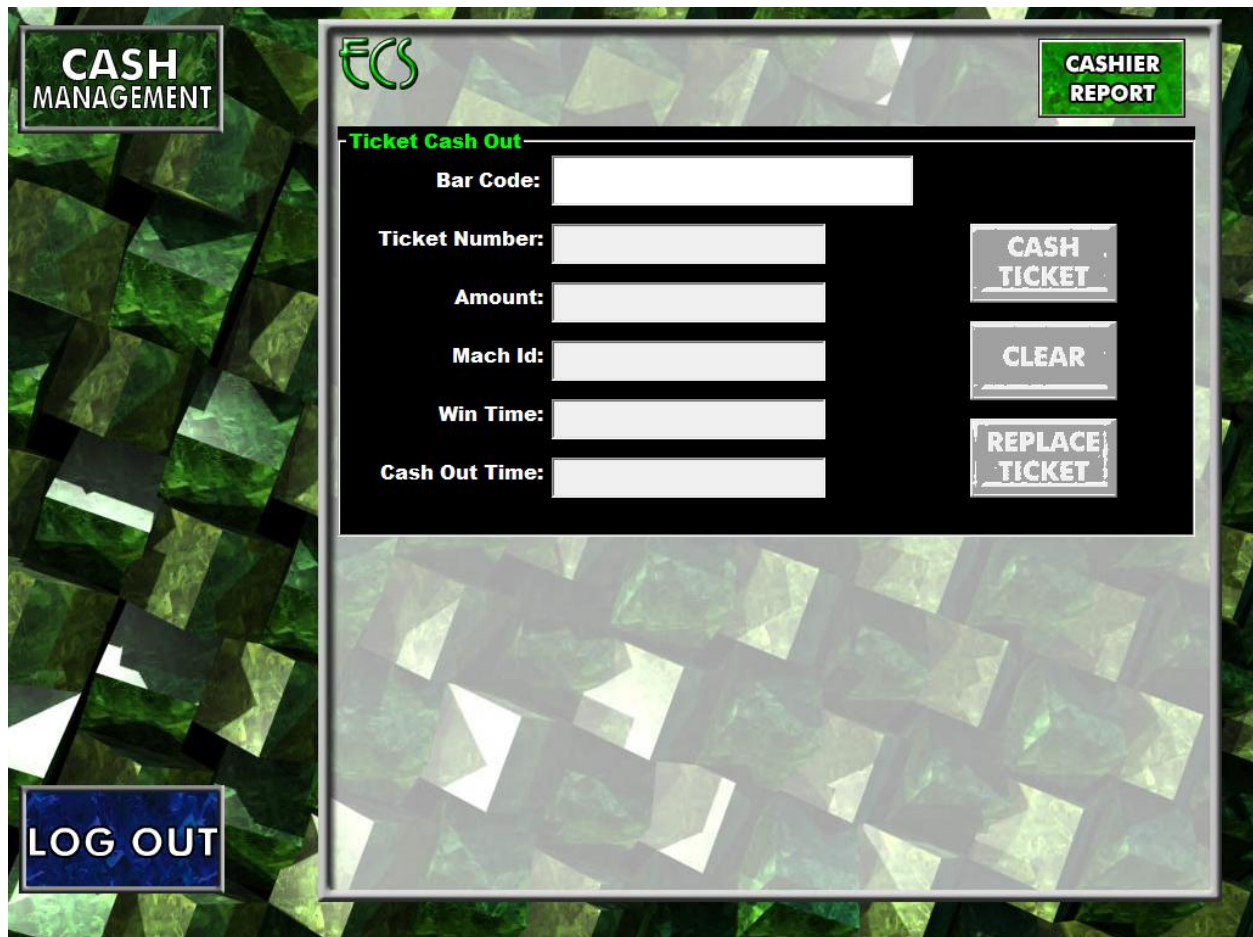 CASH
MANAGEMENT
ECS
CASHIER
REPORT
Ticket Cash Out
Bar Code:
Ticket Number:
CASH
TICKET
Amount:
Mach Id:
CLEAR
Win Time:
REPLACE
TICKET
Cash Out Time:
LOG OUT